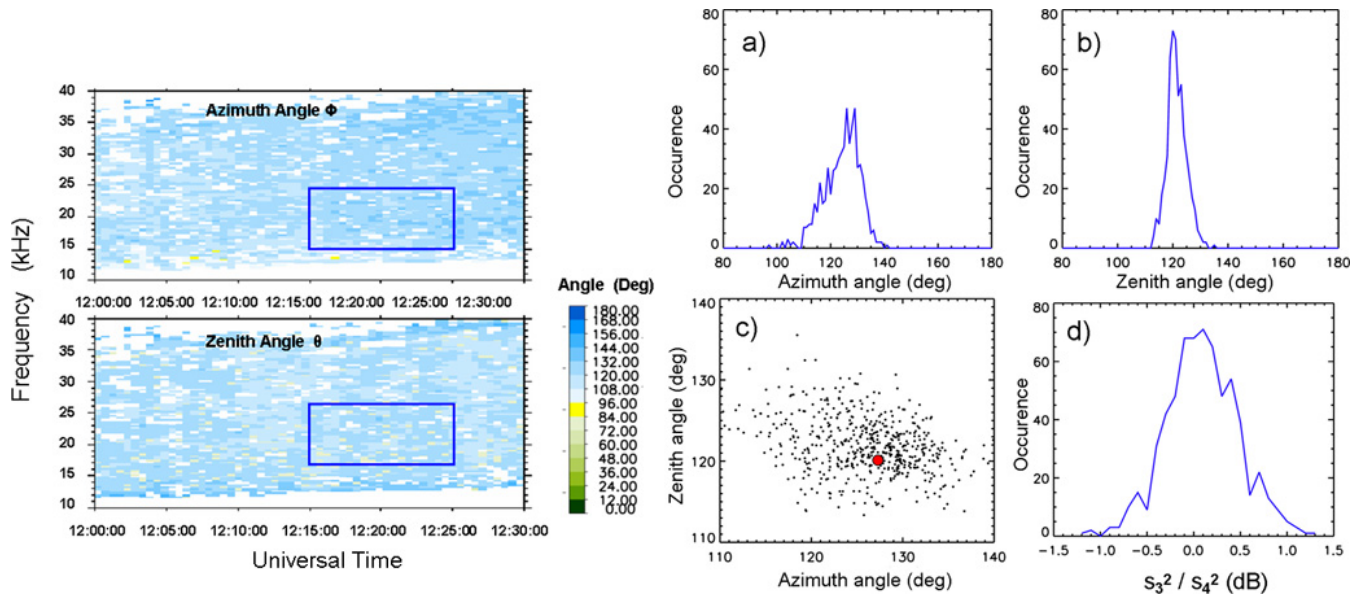 Azimuth Angle Φ
40
35
30
25
20
15
10
12:00:00 12:05:00 12:10:00 12:15:00 12:20:00 12:25:00 12:30:00
Frequency (kHz)
Zenith Angle θ
40
35
30
25
20
15
10
12:00:00 12:05:00 12:10:00 12:15:00 12:20:00 12:25:00 12:30:00
Universal Time
Angle (Deg)
180.00
168.00
156.00
144.00
132.00
120.00
108.00
96.00
84.00
72.00
60.00
48.00
36.00
24.00
12.00
0.00
a)
80
60
40
20
0
Occurence
80 100 120 140 160 180
Azimuth angle (deg)
b)
80
60
40
20
0
Occurence
80 100 120 140 160 180
Zenith angle (deg)
c)
140
130
120
110
Zenith angle (deg)
110 120 130 140
Azimuth angle (deg)
d)
80
60
40
20
0
Occurence
−1.5 −1.0 −0.5 0.0 0.5 1.0 1.5
s₃² / s₄² (dB)